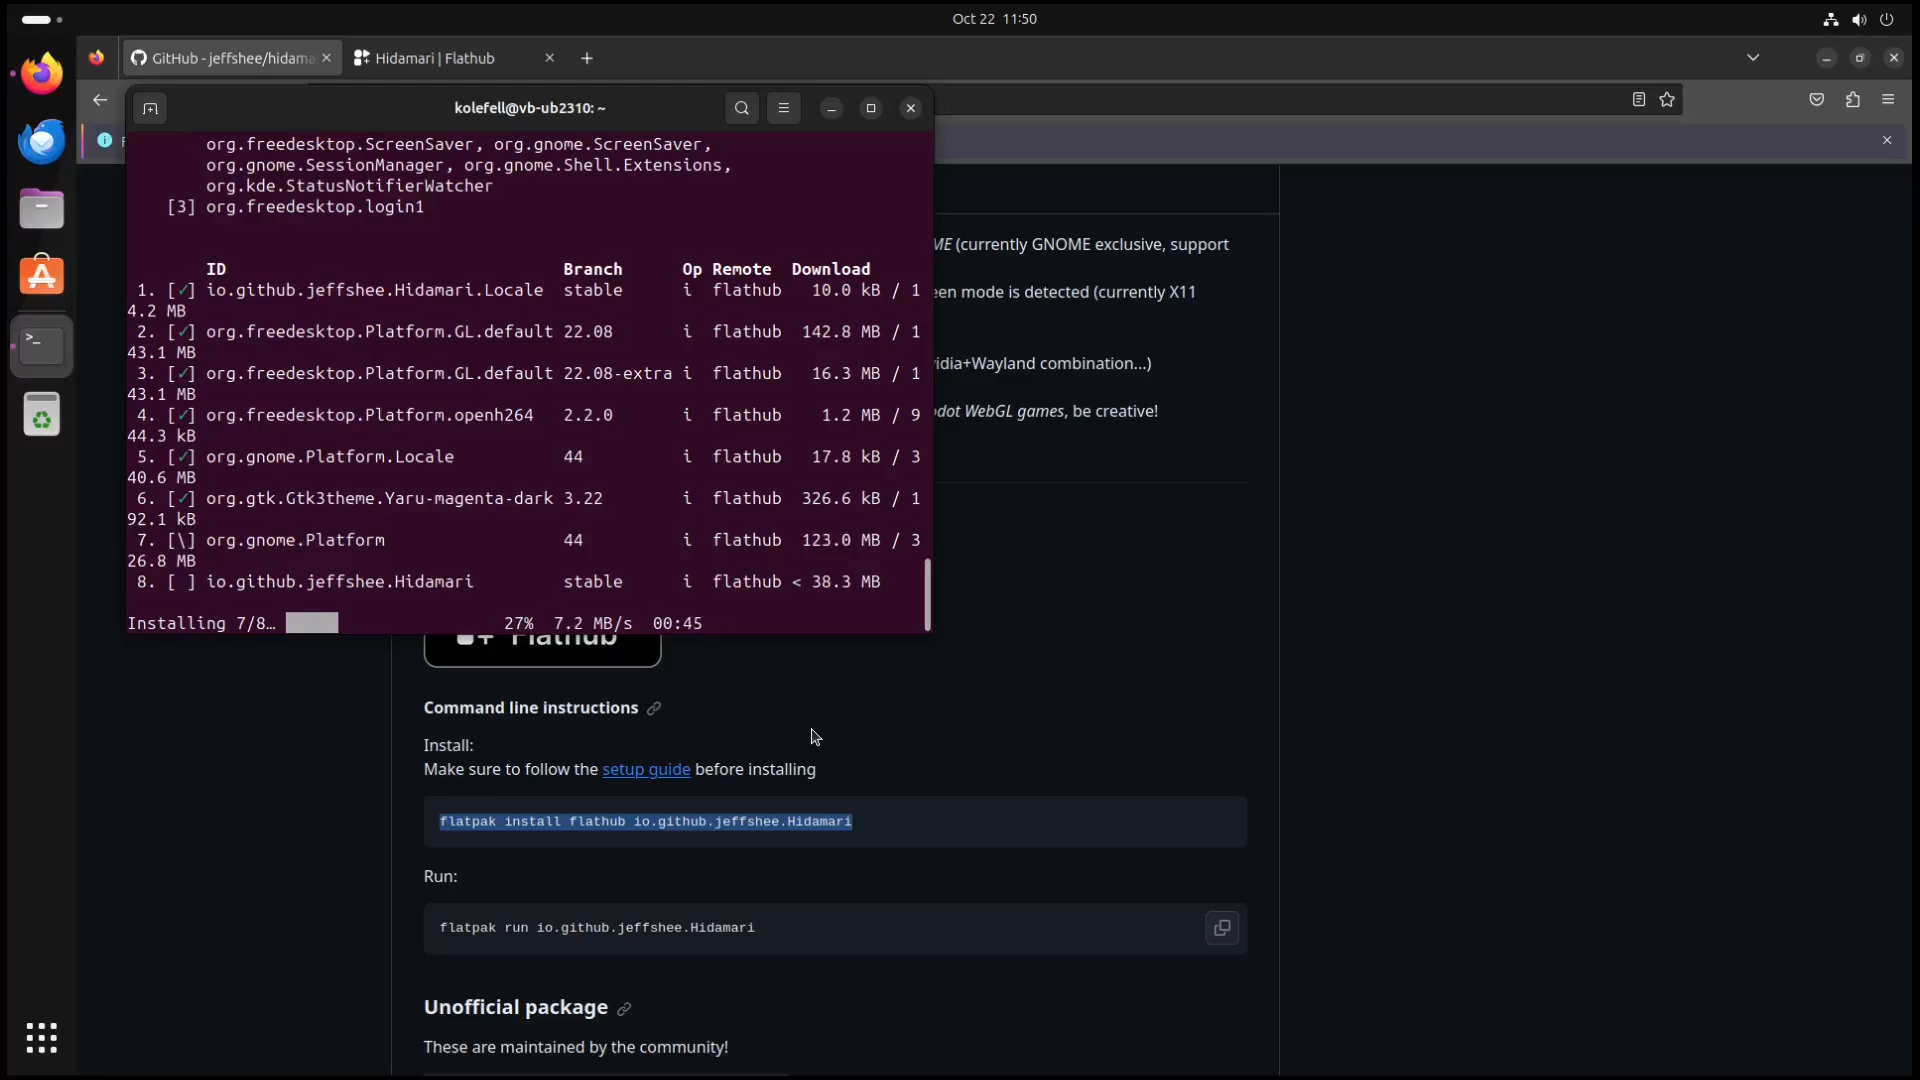 Oct 22 11:50
GitHub - jeffshee/hidama
Hidamari | Flathub
kolefell@vb-ub2310: ~
org.freedesktop.ScreenSaver, org.gnome.ScreenSaver,
org.gnome.SessionManager, org.gnome.Shell.Extensions,
org.kde.StatusNotifierWatcher
[3] org.freedesktop.login1
ID Branch Op Remote Download
1. [✓] io.github.jeffshee.Hidamari.Locale stable i flathub 10.0 kB / 1
4.2 MB
2. [✓] org.freedesktop.Platform.GL.default 22.08 i flathub 142.8 MB / 1
43.1 MB
3. [✓] org.freedesktop.Platform.GL.default 22.08-extra i flathub 16.3 MB / 1
43.1 MB
4. [✓] org.freedesktop.Platform.openh264 2.2.0 i flathub 1.2 MB / 9
44.3 kB
5. [✓] org.gnome.Platform.Locale 44 i flathub 17.8 kB / 3
40.6 MB
6. [✓] org.gtk.Gtk3theme.Yaru-magenta-dark 3.22 i flathub 326.6 kB / 1
92.1 kB
7. [\] org.gnome.Platform 44 i flathub 123.0 MB / 3
26.8 MB
8. [ ] io.github.jeffshee.Hidamari stable i flathub < 38.3 MB
Installing 7/8… 27% 7.2 MB/s 00:45
ME (currently GNOME exclusive, support
een mode is detected (currently X11
vidia+Wayland combination...)
odot WebGL games, be creative!
Flathub
Command line instructions
Install:
Make sure to follow the setup guide before installing
flatpak install flathub io.github.jeffshee.Hidamari
Run:
flatpak run io.github.jeffshee.Hidamari
Unofficial package
These are maintained by the community!